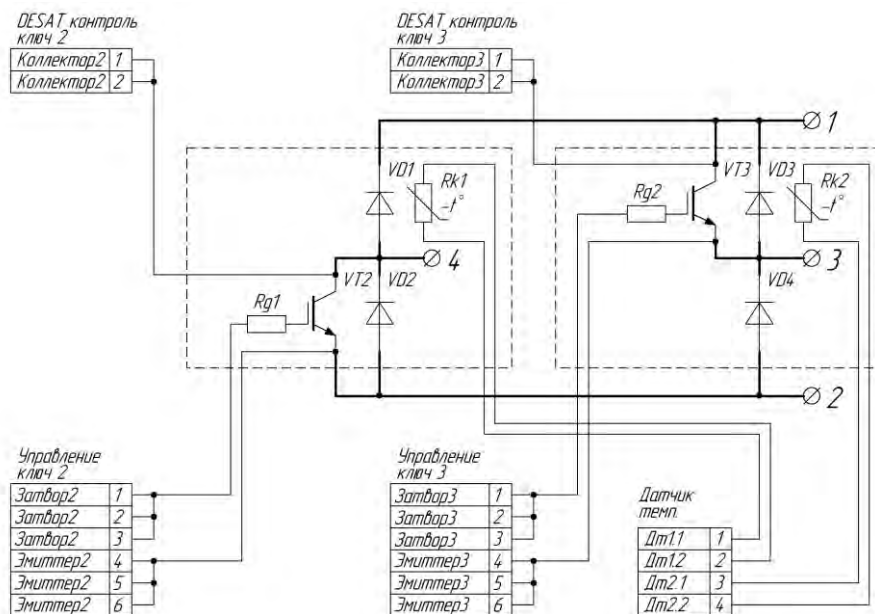 DESAT контроль
ключ 2
Коллектор2 1
Коллектор2 2
DESAT контроль
ключ 3
Коллектор3 1
Коллектор3 2
1
VD1
Rk1
-t°
VT3
VD3
Rk2
-t°
Rg2
4
3
VT2
VD2
VD4
Rg1
2
Управление
ключ 2
Затвор2 1
Затвор2 2
Затвор2 3
Эмиттер2 4
Эмиттер2 5
Эмиттер2 6
Управление
ключ 3
Затвор3 1
Затвор3 2
Затвор3 3
Эмиттер3 4
Эмиттер3 5
Эмиттер3 6
Датчик
темп.
Дт1.1 1
Дт1.2 2
Дт2.1 3
Дт2.2 4